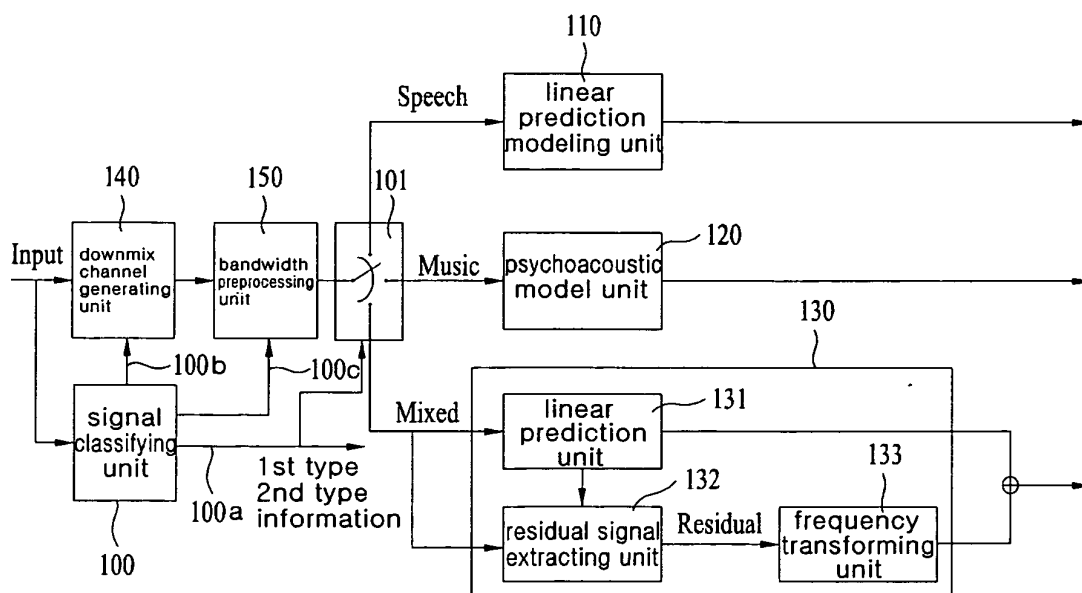 110
Speech
linear
prediction
modeling unit
140
150
101
120
Input
downmix
channel
generating
unit
bandwidth
preprocessing
unit
Music
psychoacoustic
model unit
130
100b
100c
signal
classifying
unit
Mixed
linear
prediction
unit
131
1st type
2nd type
information
100a
132
133
100
residual signal
extracting unit
Residual
frequency
transforming
unit